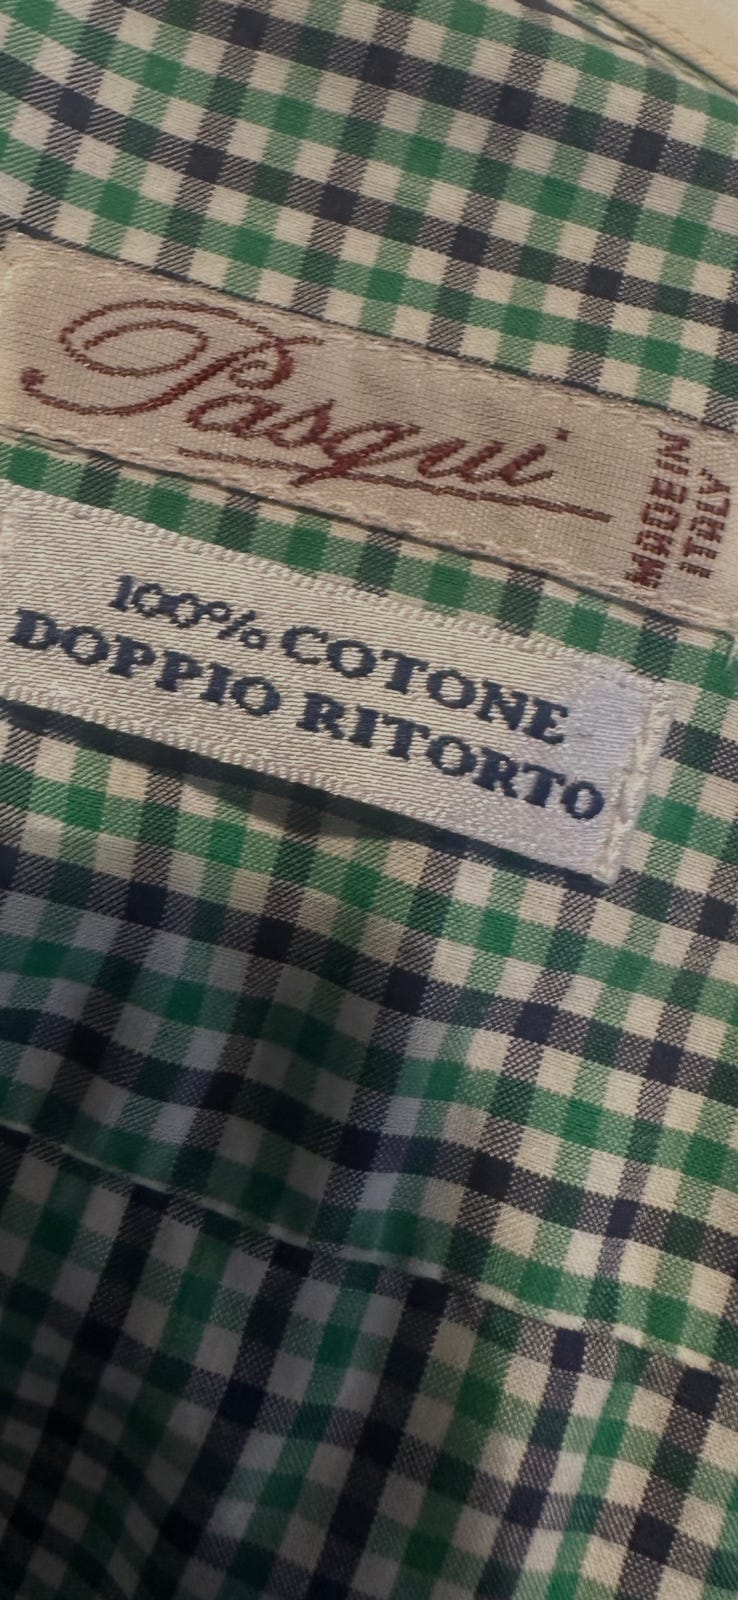 Pasqui
MADE IN
ITALY
100% COTONE
DOPPIO RITORTO